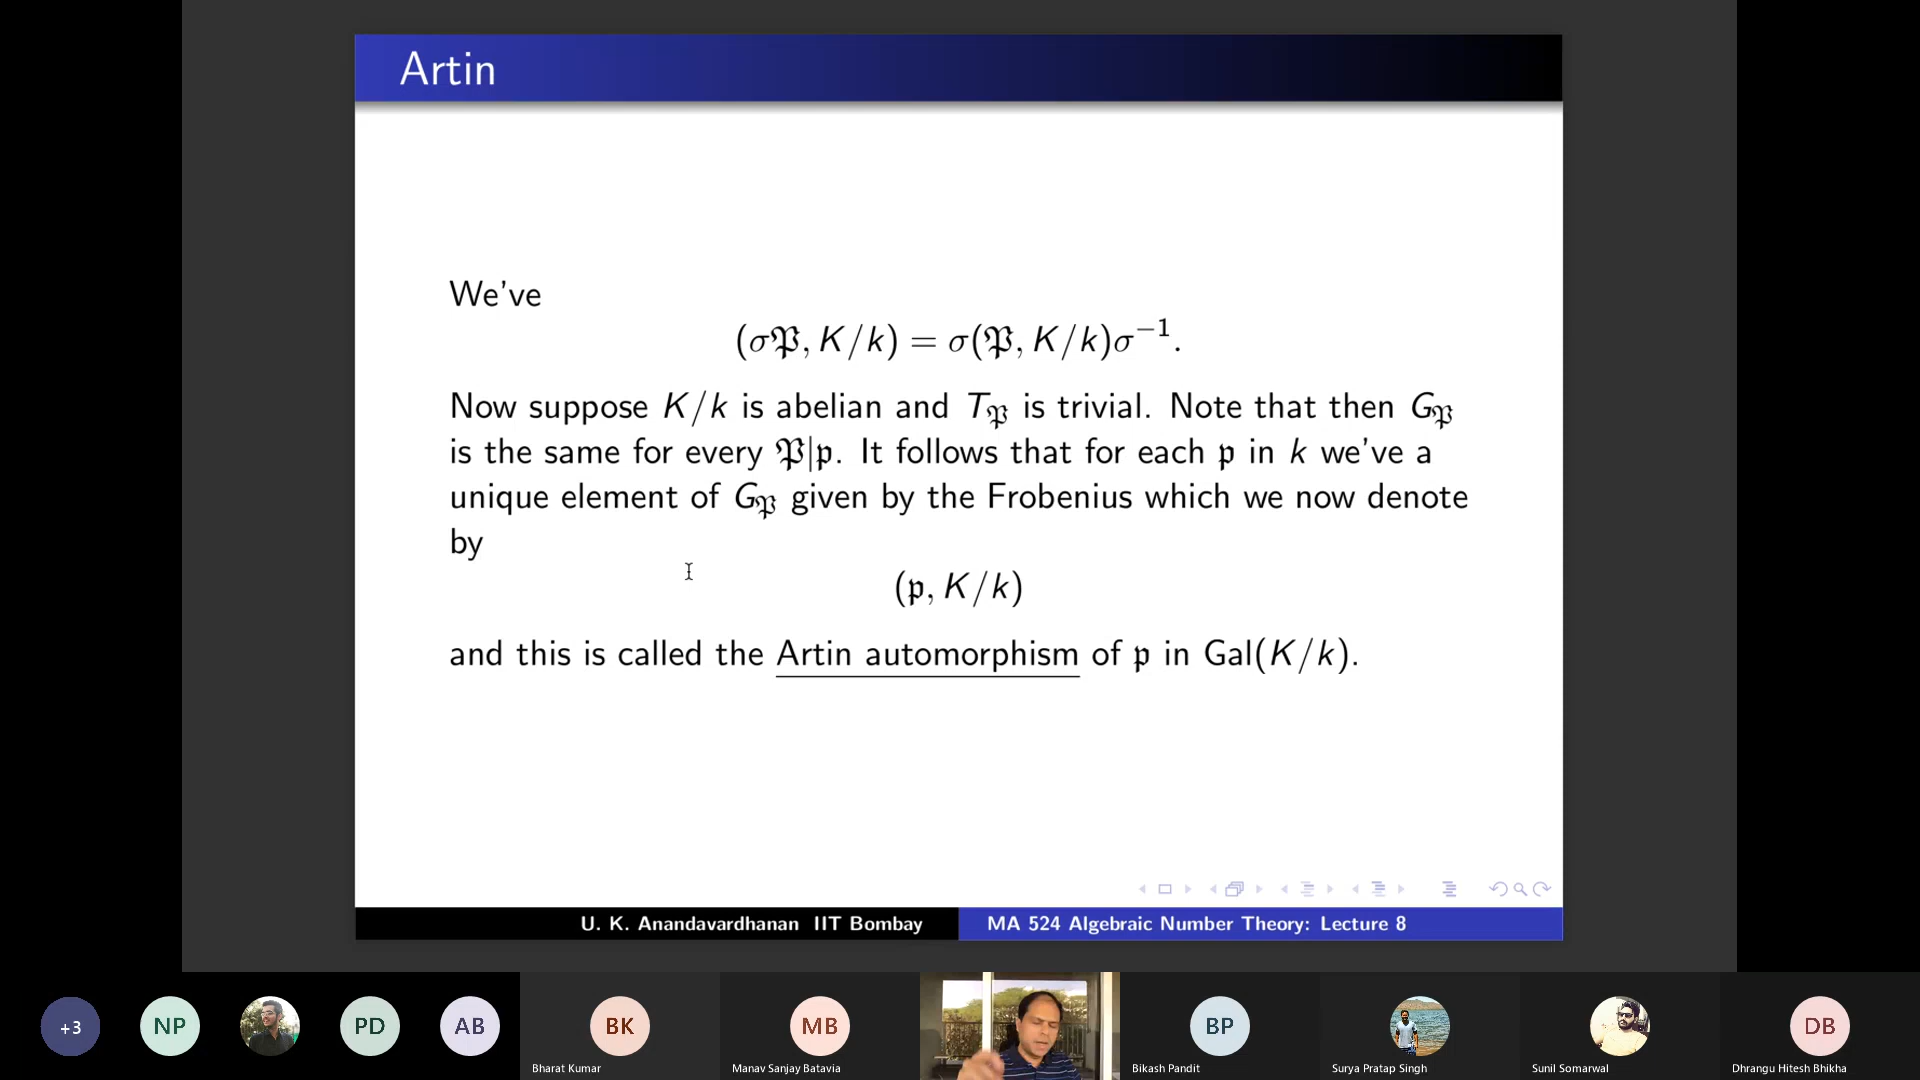 Artin
We've
(σ𝔓, K/k) = σ(𝔓, K/k)σ⁻¹.
Now suppose K/k is abelian and T_𝔓 is trivial. Note that then G_𝔓
is the same for every 𝔓|𝔭. It follows that for each 𝔭 in k we've a
unique element of G_𝔓 given by the Frobenius which we now denote
by
(𝔭, K/k)
and this is called the Artin automorphism of 𝔭 in Gal(K/k).
U. K. Anandavardhanan IIT Bombay
MA 524 Algebraic Number Theory: Lecture 8
+3
NP
PD
AB
BK
MB
BP
DB
Bharat Kumar
Manav Sanjay Batavia
Bikash Pandit
Surya Pratap Singh
Sunil Somarwal
Dhrangu Hitesh Bhikha